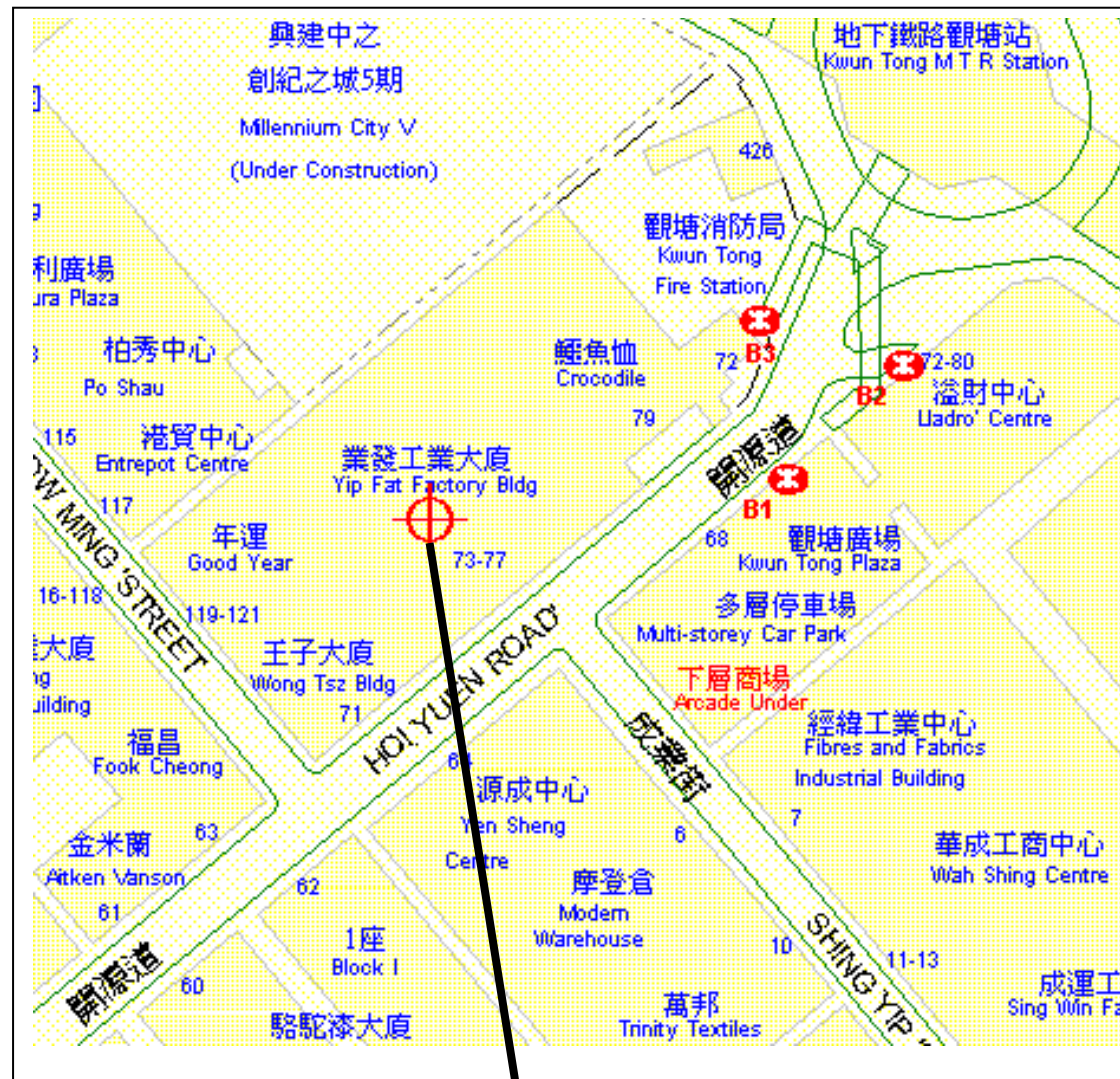 興建中之
創紀之城5期
Millennium City V
(Under Construction)
地下鐵路觀塘站
Kwun Tong M T R Station
426
觀塘消防局
Kwun Tong
Fire Station
利廣場
ura Plaza
柏秀中心
Po Shau
鱷魚恤
Crocodile
72
B3
72-80
B2
溢財中心
Lladro' Centre
79
115
港貿中心
Entrepot Centre
業發工業大廈
Yip Fat Factory Bldg
開源道
B1
117
OW MING 'STREET
年運
Good Year
73-77
68
觀塘廣場
Kwun Tong Plaza
16-118
119-121
多層停車場
Multi-storey Car Park
大廈
ng
uilding
王子大廈
Wong Tsz Bldg
71
HO! YUEN ROAD'
下層商場
Arcade Under
福昌
Fook Cheong
64
成業街
經緯工業中心
Fibres and Fabrics
Industrial Building
源成中心
Yen Sheng
Centre
63
6
7
金米蘭
Aitken Vanson
61
62
摩登倉
Modern
Warehouse
華成工商中心
Wah Shing Centre
1座
Block I
10
SHING YIP
11-13
開源道
60
駱駝漆大廈
萬邦
Trinity Textiles
成運工
Sing Win Fa